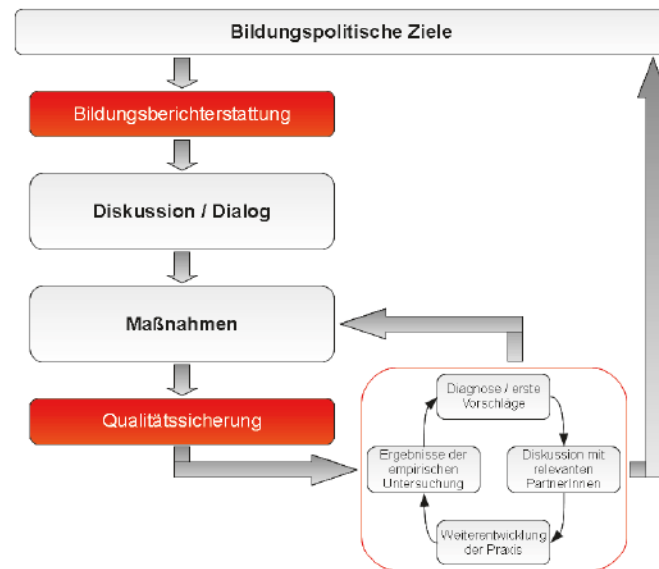 Bildungspolitische Ziele
Bildungsberichterstattung
Diskussion / Dialog
Maßnahmen
Qualitätssicherung
Diagnose / erste
Vorschläge
Ergebnisse der
empirischen
Untersuchung
Diskussion mit
relevanten
PartnerInnen
Weiterentwicklung
der Praxis